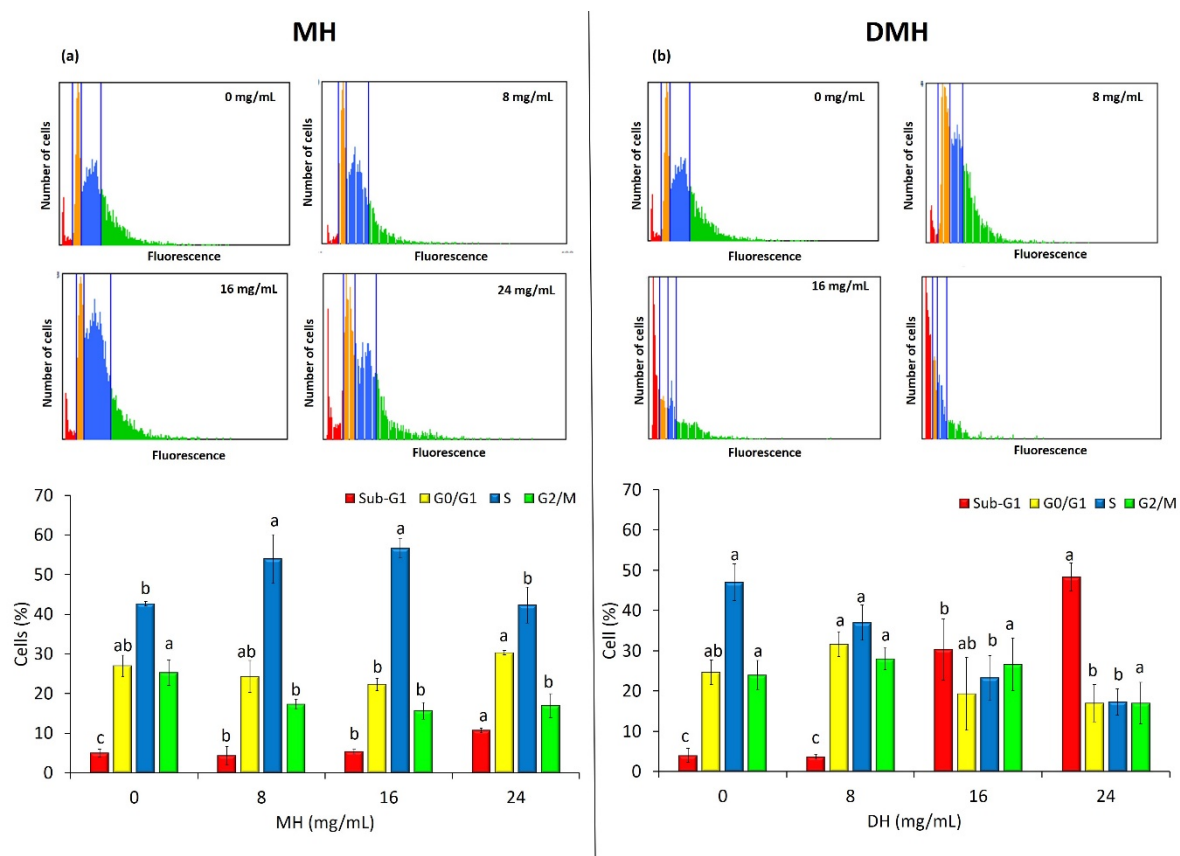 MH
(a)
0 mg/mL
Number of cells
Fluorescence
8 mg/mL
Number of cells
Fluorescence
16 mg/mL
Number of cells
Fluorescence
24 mg/mL
Number of cells
Fluorescence
Sub-G1 G0/G1 S G2/M
Cells (%)
70
60
50
40
30
20
10
0
c ab b a
c ab a b
b b a b
a a b b
0 8 16 24
MH (mg/mL)
DMH
(b)
0 mg/mL
Number of cells
Fluorescence
8 mg/mL
Number of cells
Fluorescence
16 mg/mL
Number of cells
Fluorescence
Number of cells
Fluorescence
Sub-G1 G0/G1 S G2/M
Cell (%)
70
60
50
40
30
20
10
0
c ab a a
c a a a
b ab b a
a b b a
0 8 16 24
DH (mg/mL)